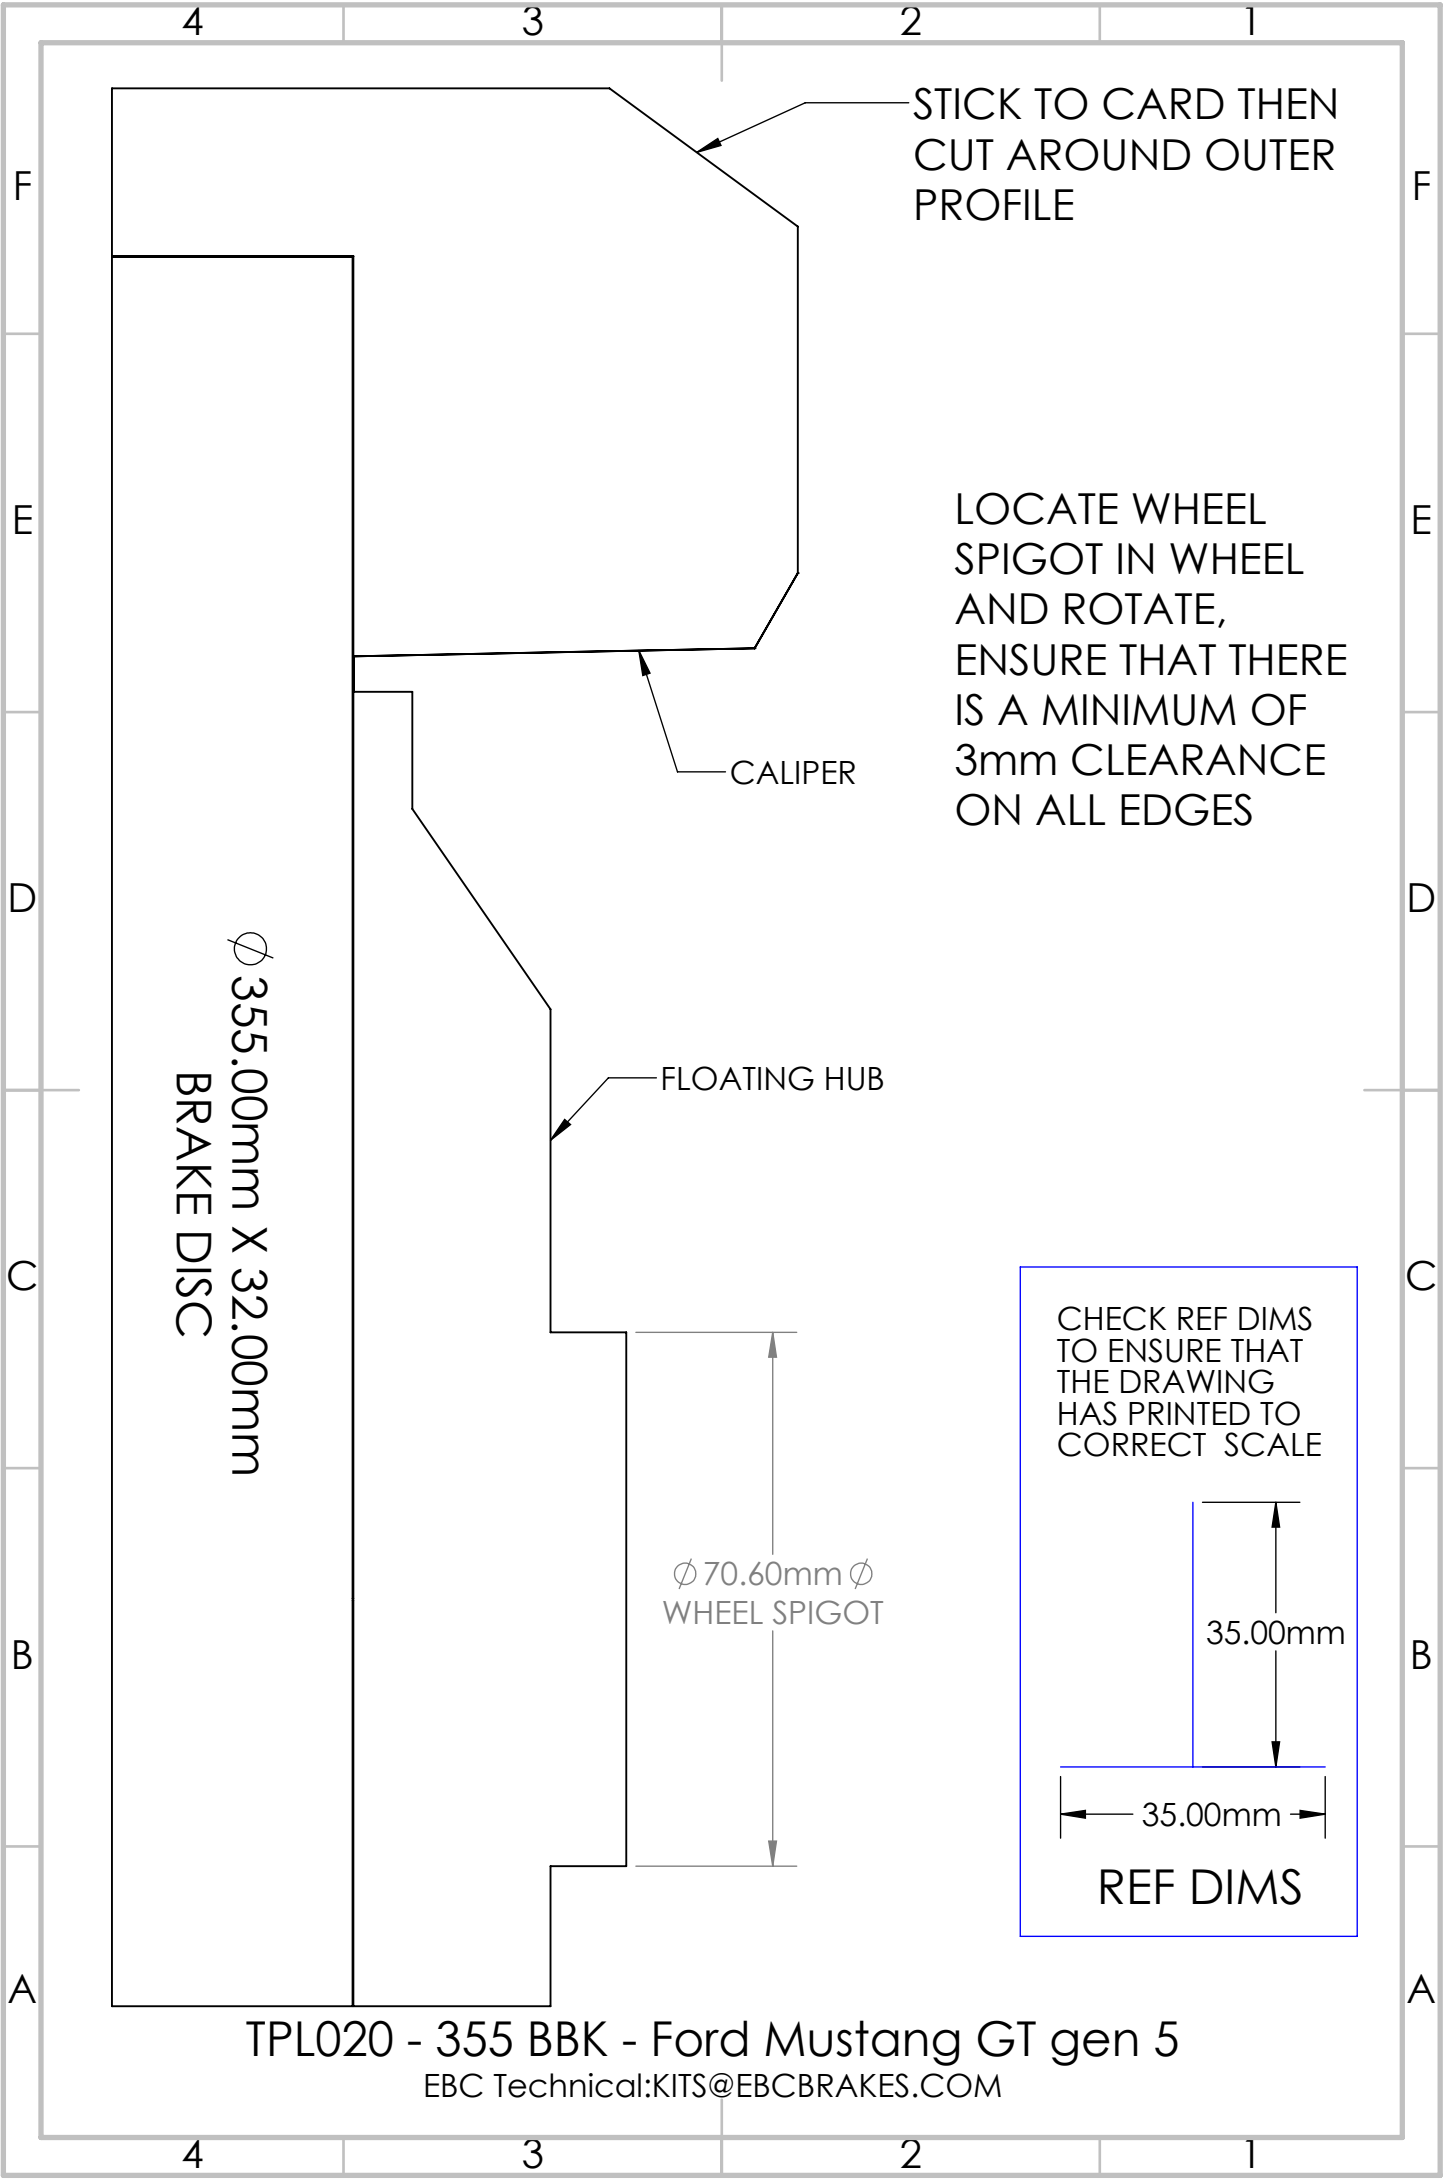 4 3 2 1
STICK TO CARD THEN
CUT AROUND OUTER
PROFILE
F F
LOCATE WHEEL
SPIGOT IN WHEEL
AND ROTATE,
ENSURE THAT THERE
IS A MINIMUM OF
3mm CLEARANCE
ON ALL EDGES
E E
CALIPER
D D
Ø 355.00mm X 32.00mm
BRAKE DISC
FLOATING HUB
C C
CHECK REF DIMS
TO ENSURE THAT
THE DRAWING
HAS PRINTED TO
CORRECT SCALE
Ø 70.60mm Ø
WHEEL SPIGOT
35.00mm
B B
35.00mm
REF DIMS
A A
TPL020 - 355 BBK - Ford Mustang GT gen 5
EBC Technical:KITS@EBCBRAKES.COM
4 3 2 1